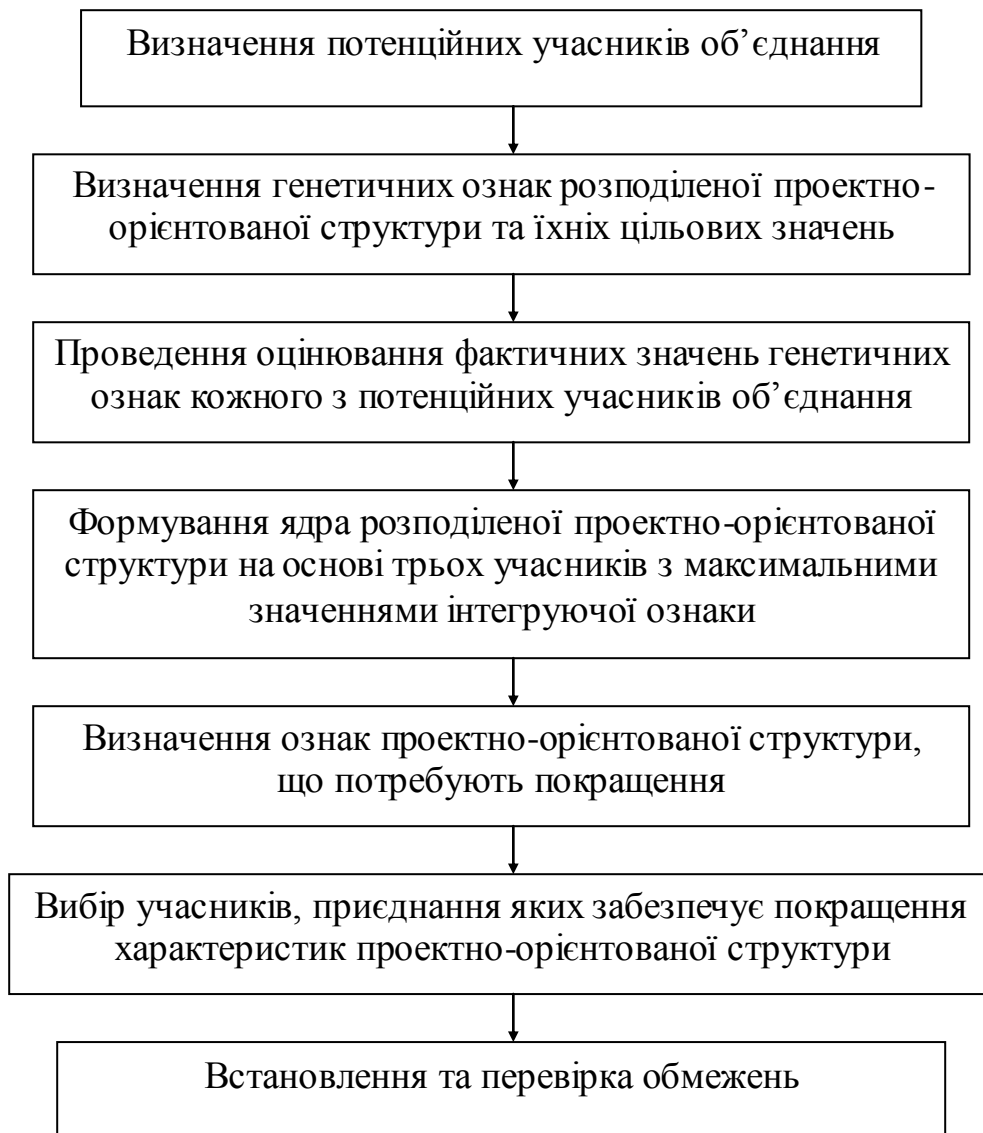 Визначення потенційних учасників об’єднання
Визначення генетичних ознак розподіленої проектно-
орієнтованої структури та їхніх цільових значень
Проведення оцінювання фактичних значень генетичних
ознак кожного з потенційних учасників об’єднання
Формування ядра розподіленої проектно-орієнтованої
структури на основі трьох учасників з максимальними
значеннями інтегруючої ознаки
Визначення ознак проектно-орієнтованої структури,
що потребують покращення
Вибір учасників, приєднання яких забезпечує покращення
характеристик проектно-орієнтованої структури
Встановлення та перевірка обмежень